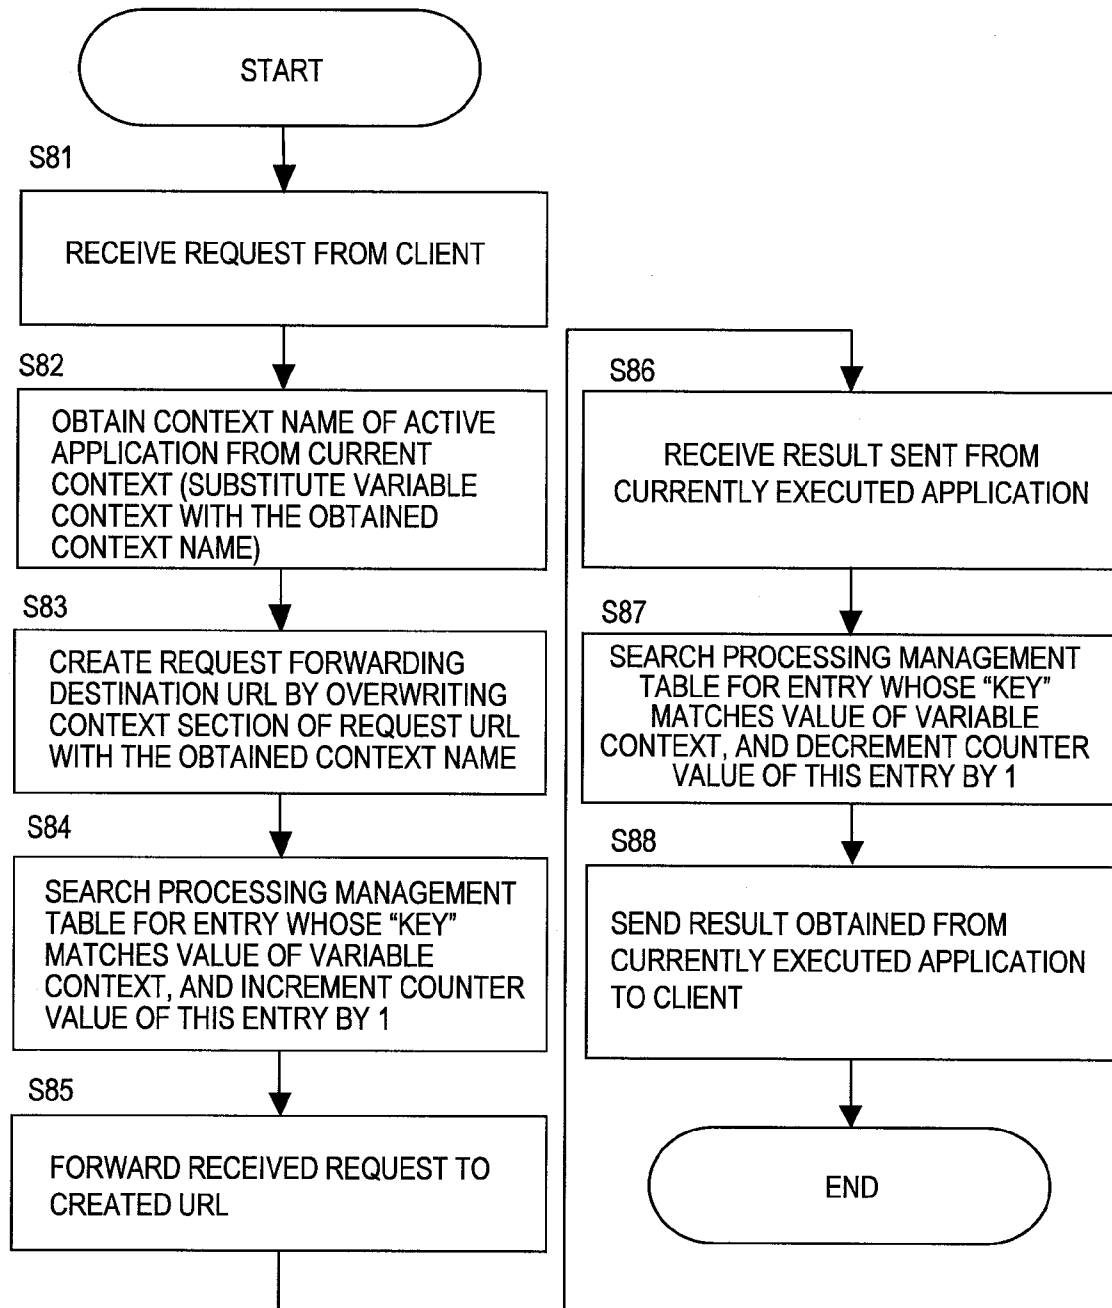 START
S81
RECEIVE REQUEST FROM CLIENT
S82
OBTAIN CONTEXT NAME OF ACTIVE
APPLICATION FROM CURRENT
CONTEXT (SUBSTITUTE VARIABLE
CONTEXT WITH THE OBTAINED
CONTEXT NAME)
S83
CREATE REQUEST FORWARDING
DESTINATION URL BY OVERWRITING
CONTEXT SECTION OF REQUEST URL
WITH THE OBTAINED CONTEXT NAME
S84
SEARCH PROCESSING MANAGEMENT
TABLE FOR ENTRY WHOSE “KEY”
MATCHES VALUE OF VARIABLE
CONTEXT, AND INCREMENT COUNTER
VALUE OF THIS ENTRY BY 1
S85
FORWARD RECEIVED REQUEST TO
CREATED URL
S86
RECEIVE RESULT SENT FROM
CURRENTLY EXECUTED APPLICATION
S87
SEARCH PROCESSING MANAGEMENT
TABLE FOR ENTRY WHOSE “KEY”
MATCHES VALUE OF VARIABLE
CONTEXT, AND DECREMENT COUNTER
VALUE OF THIS ENTRY BY 1
S88
SEND RESULT OBTAINED FROM
CURRENTLY EXECUTED APPLICATION
TO CLIENT
END